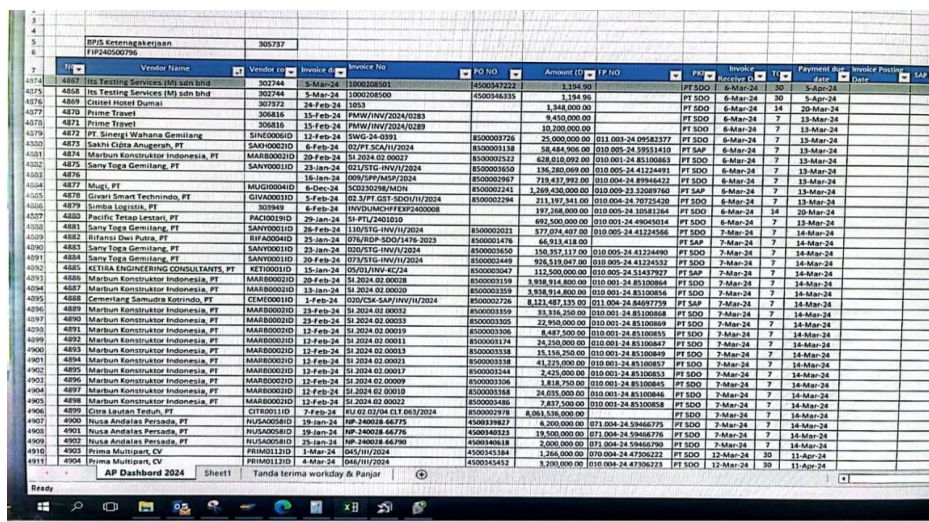 3
4
5 BPJS Ketenagakerjaan 305737
6 FIP240500796
7 Vendor Name Vendor co Invoice da Invoice No PO NO Amount (D FP NO PKP Invoice Receive D TO Payment due date Invoice Posting Date SAP
4874 4867 Its Testing Services (M) sdn bhd 302744 5-Mar-24 1000208501 4500347222 1,194.90 PT SDO 6-Mar-24 30 5-Apr-24
4875 4868 Its Testing Services (M) sdn bhd 302744 5-Mar-24 1000208500 4500346335 1,194.96 PT SDO 6-Mar-24 30 5-Apr-24
4876 4869 Cititel Hotel Dumai 307372 24-Feb-24 1053 1,348,000.00 PT SDO 6-Mar-24 14 20-Mar-24
4877 4870 Prime Travel 306816 15-Feb-24 PMW/INV/2024/0283 9,450,000.00 PT SDO 6-Mar-24 7 13-Mar-24
4878 4871 Prime Travel 306816 15-Feb-24 PMW/INV/2024/0289 10,200,000.00 PT SDO 6-Mar-24 7 13-Mar-24
4879 4872 PT. Sinergi Wahana Gemilang SINE0006ID 12-Feb-24 SWG-24-0391 8500003726 25,000,000.00 011.003-24.09582377 PT SDO 6-Mar-24 7 13-Mar-24
4880 4873 Sakhi Cipta Anugerah, PT SAKH0002ID 6-Feb-24 02/PT.SCA/II/2024 8500003138 58,484,906.00 010.005-24.59551410 PT SAP 6-Mar-24 7 13-Mar-24
4881 4874 Marbun Konstruktor Indonesia, PT MARB0002ID 20-Feb-24 SI.2024.02.00027 8500002522 628,010,092.00 010.001-24.85100863 PT SDO 6-Mar-24 7 13-Mar-24
4882 4875 Sany Toga Gemilang, PT SANY0001ID 23-Jan-24 021/STG-INV/I/2024 8500003650 136,280,069.00 010.005-24.41224491 PT SDO 6-Mar-24 7 13-Mar-24
4876 16-Jan-24 009/SPP/MSP/2024 8500002967 719,437,992.00 010.004-24.89946422 PT SDO 6-Mar-24 7 13-Mar-24
4884 4877 Mugi, PT MUGI0004ID 6-Dec-24 SC0230298/MDN 8500002241 1,269,430,000.00 010.009-23.32089760 PT SAP 6-Mar-24 7 13-Mar-24
4885 4878 Givari Smart Technindo, PT GIVA0001ID 5-Feb-24 02.3/PT.GST-SDOI/II/2024 8500002294 211,197,341.00 010.004-24.70725420 PT SDO 6-Mar-24 7 13-Mar-24
4886 4879 Simba Logistik, PT 303949 6-Feb-24 INVDUMCHFFEXP2400008 197,268,000.00 010.005-24.10581264 PT SDO 6-Mar-24 14 20-Mar-24
4887 4880 Pacific Tetap Lestari, PT PACI0019ID 29-Jan-24 SI-PTL/2401010 692,500,000.00 010.001-24.49045014 PT SDO 6-Mar-24 7 13-Mar-24
4888 4881 Sany Toga Gemilang, PT SANY0001ID 26-Feb-24 110/STG-INV/II/2024 8500002021 577,074,407.00 010.005-24.41224566 PT SDO 7-Mar-24 7 14-Mar-24
4889 4882 Rifansi Dwi Putra, PT RIFA0004ID 25-Jan-24 076/RDP-SDO/1476-2023 8500001476 66,913,418.00 PT SAP 7-Mar-24 7 14-Mar-24
4890 4883 Sany Toga Gemilang, PT SANY0001ID 23-Jan-24 020/STG-INV/I/2024 8500003650 150,357,117.00 010.005-24.41224490 PT SDO 7-Mar-24 7 14-Mar-24
4891 4884 Sany Toga Gemilang, PT SANY0001ID 20-Feb-24 073/STG-INV/II/2024 8500002449 926,519,047.00 010.005-24.41224532 PT SDO 7-Mar-24 7 14-Mar-24
4892 4885 KETIRA ENGINEERING CONSULTANTS, PT KETI0001ID 15-Jan-24 05/01/INV-KC/24 8500003047 112,500,000.00 010.005-24.51437927 PT SAP 7-Mar-24 7 14-Mar-24
4893 4886 Marbun Konstruktor Indonesia, PT MARB0002ID 20-Feb-24 SI.2024.02.00028 8500003159 3,938,914,800.00 010.001-24.85100864 PT SDO 7-Mar-24 7 14-Mar-24
4894 4887 Marbun Konstruktor Indonesia, PT MARB0002ID 13-Jan-24 SI.2024.02.00020 8500003159 3,938,914,800.00 010.001-24.85100856 PT SDO 7-Mar-24 7 14-Mar-24
4895 4888 Cemerlang Samudra Kotrindo, PT CEME0001ID 1-Feb-24 020/CSK-SAP/INV/II/2024 8500002726 8,121,487,135.00 011.004-24.84697759 PT SAP 7-Mar-24 7 14-Mar-24
4896 4889 Marbun Konstruktor Indonesia, PT MARB0002ID 23-Feb-24 SI.2024.02.00032 8500003359 33,336,250.00 010.001-24.85100868 PT SDO 7-Mar-24 7 14-Mar-24
4897 4890 Marbun Konstruktor Indonesia, PT MARB0002ID 23-Feb-24 SI.2024.02.00033 8500003305 22,950,000.00 010.001-24.85100869 PT SDO 7-Mar-24 7 14-Mar-24
4898 4891 Marbun Konstruktor Indonesia, PT MARB0002ID 12-Feb-24 SI.2024.02.00019 8500003306 8,487,500.00 010.001-24.85100855 PT SDO 7-Mar-24 7 14-Mar-24
4899 4892 Marbun Konstruktor Indonesia, PT MARB0002ID 12-Feb-24 SI.2024.02.00011 8500003174 24,250,000.00 010.001-24.85100847 PT SDO 7-Mar-24 7 14-Mar-24
4900 4893 Marbun Konstruktor Indonesia, PT MARB0002ID 12-Feb-24 SI.2024.02.00013 8500003338 15,156,250.00 010.001-24.85100849 PT SDO 7-Mar-24 7 14-Mar-24
4901 4894 Marbun Konstruktor Indonesia, PT MARB0002ID 12-Feb-24 SI.2024.02.00021 8500003338 41,225,000.00 010.001-24.85100857 PT SDO 7-Mar-24 7 14-Mar-24
4902 4895 Marbun Konstruktor Indonesia, PT MARB0002ID 12-Feb-24 SI.2024.02.00017 8500003244 2,425,000.00 010.001-24.85100853 PT SDO 7-Mar-24 7 14-Mar-24
4903 4896 Marbun Konstruktor Indonesia, PT MARB0002ID 12-Feb-24 SI.2024.02.00009 8500003306 1,818,750.00 010.001-24.85100845 PT SDO 7-Mar-24 7 14-Mar-24
4904 4897 Marbun Konstruktor Indonesia, PT MARB0002ID 12-Feb-24 SI.2024.02.00010 8500003368 24,035,000.00 010.001-24.85100846 PT SDO 7-Mar-24 7 14-Mar-24
4905 4898 Marbun Konstruktor Indonesia, PT MARB0002ID 12-Feb-24 SI.2024.02.00022 8500003486 7,837,500.00 010.001-24.85100858 PT SDO 7-Mar-24 7 14-Mar-24
4906 4899 Citra Lautan Teduh, PT CITR0011ID 7-Feb-24 KU.02.02/04.CLT.063/2024 8500002978 8,063,536,000.00 PT SDO 7-Mar-24 7 14-Mar-24
4907 4900 Nusa Andalas Persada, PT NUSA0058ID 19-Jan-24 NP-240028-66775 4500339827 6,200,000.00 071.004-24.59466775 PT SDO 7-Mar-24 7 14-Mar-24
4908 4901 Nusa Andalas Persada, PT NUSA0058ID 19-Jan-24 NP-240028-66776 4500340323 19,500,000.00 071.004-24.59466776 PT SDO 7-Mar-24 7 14-Mar-24
4909 4902 Nusa Andalas Persada, PT NUSA0058ID 25-Jan-24 NP-240028-66790 4500340618 2,000,000.00 071.004-24.59466790 PT SDO 7-Mar-24 7 14-Mar-24
4910 4903 Prima Multipart, CV PRIM0112ID 1-Mar-24 045/III/2024 4500345384 1,266,000.00 070.004-24.47306222 PT SDO 12-Mar-24 30 11-Apr-24
4911 4904 Prima Multipart, CV PRIM0112ID 4-Mar-24 046/III/2024 4500345452 3,200,000.00 010.004-24.47306223 PT SDO 12-Mar-24 30 11-Apr-24
AP Dashbord 2024 Sheet1 Tanda terima workday & Panjar
Ready